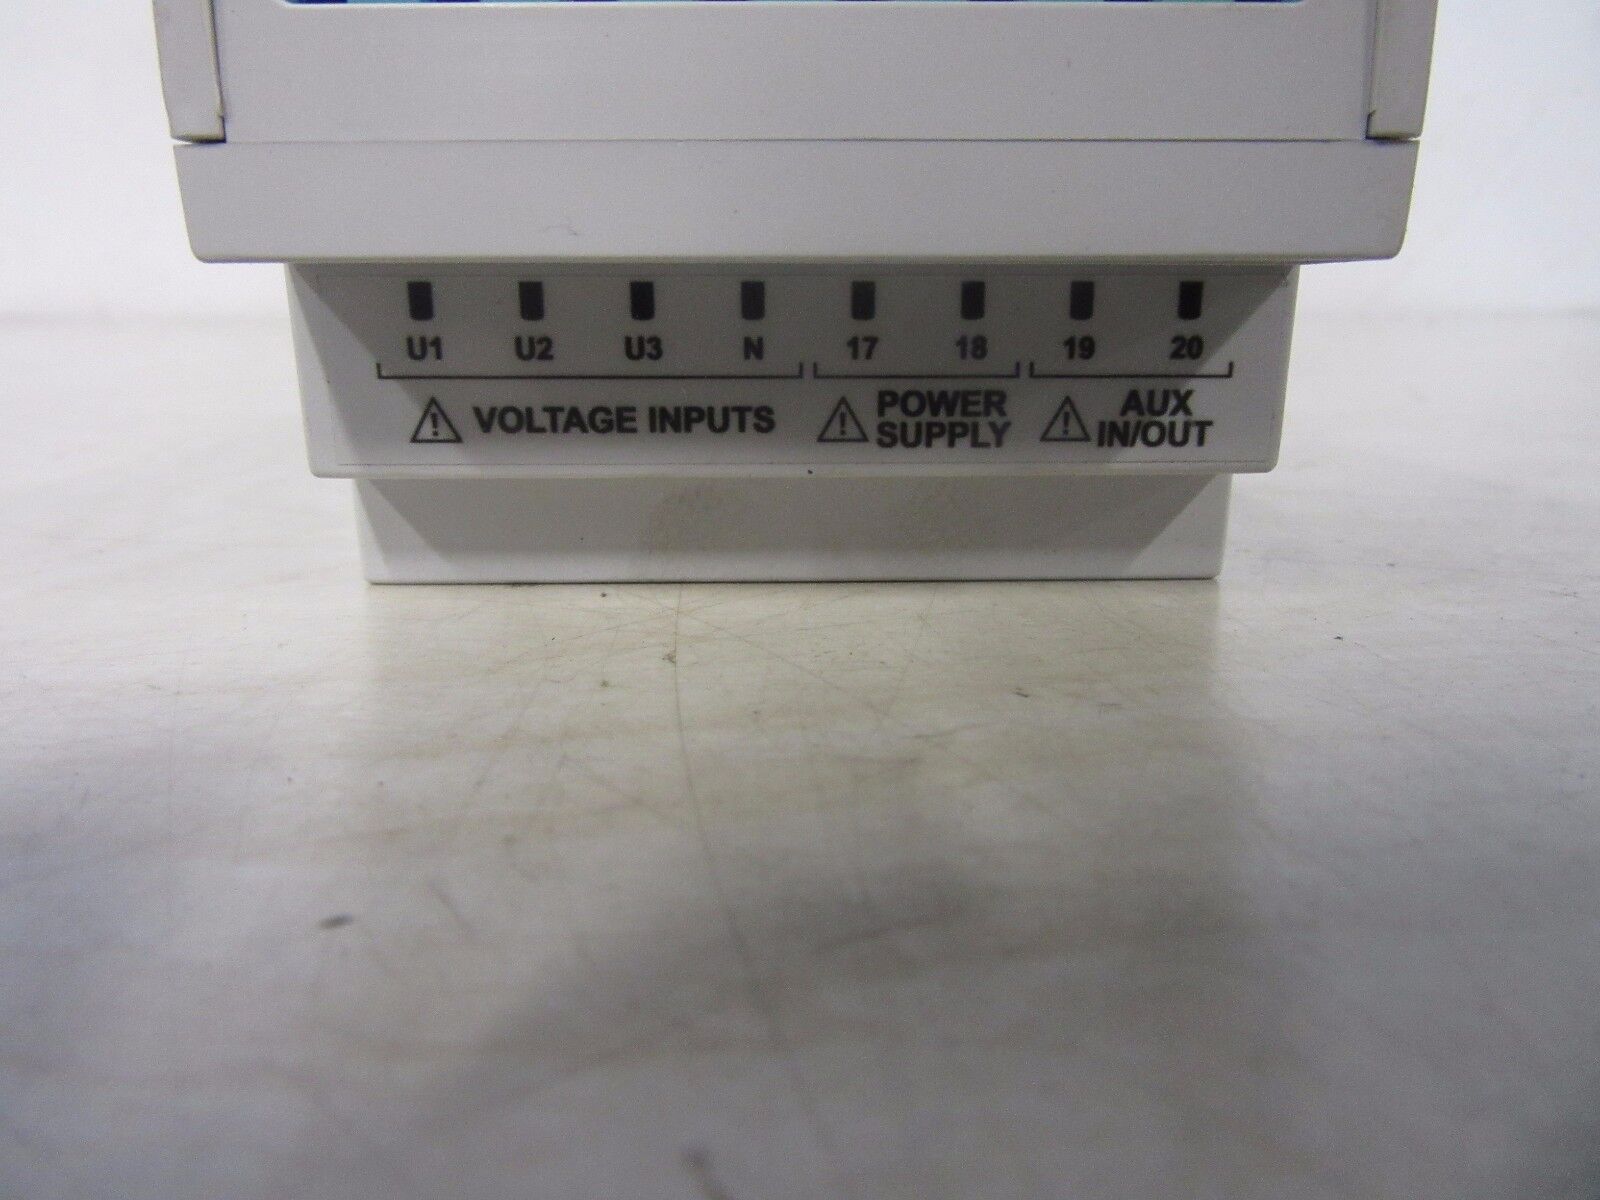 U1 U2 U3 N 17 18 19 20
VOLTAGE INPUTS
POWER
SUPPLY
AUX
IN/OUT